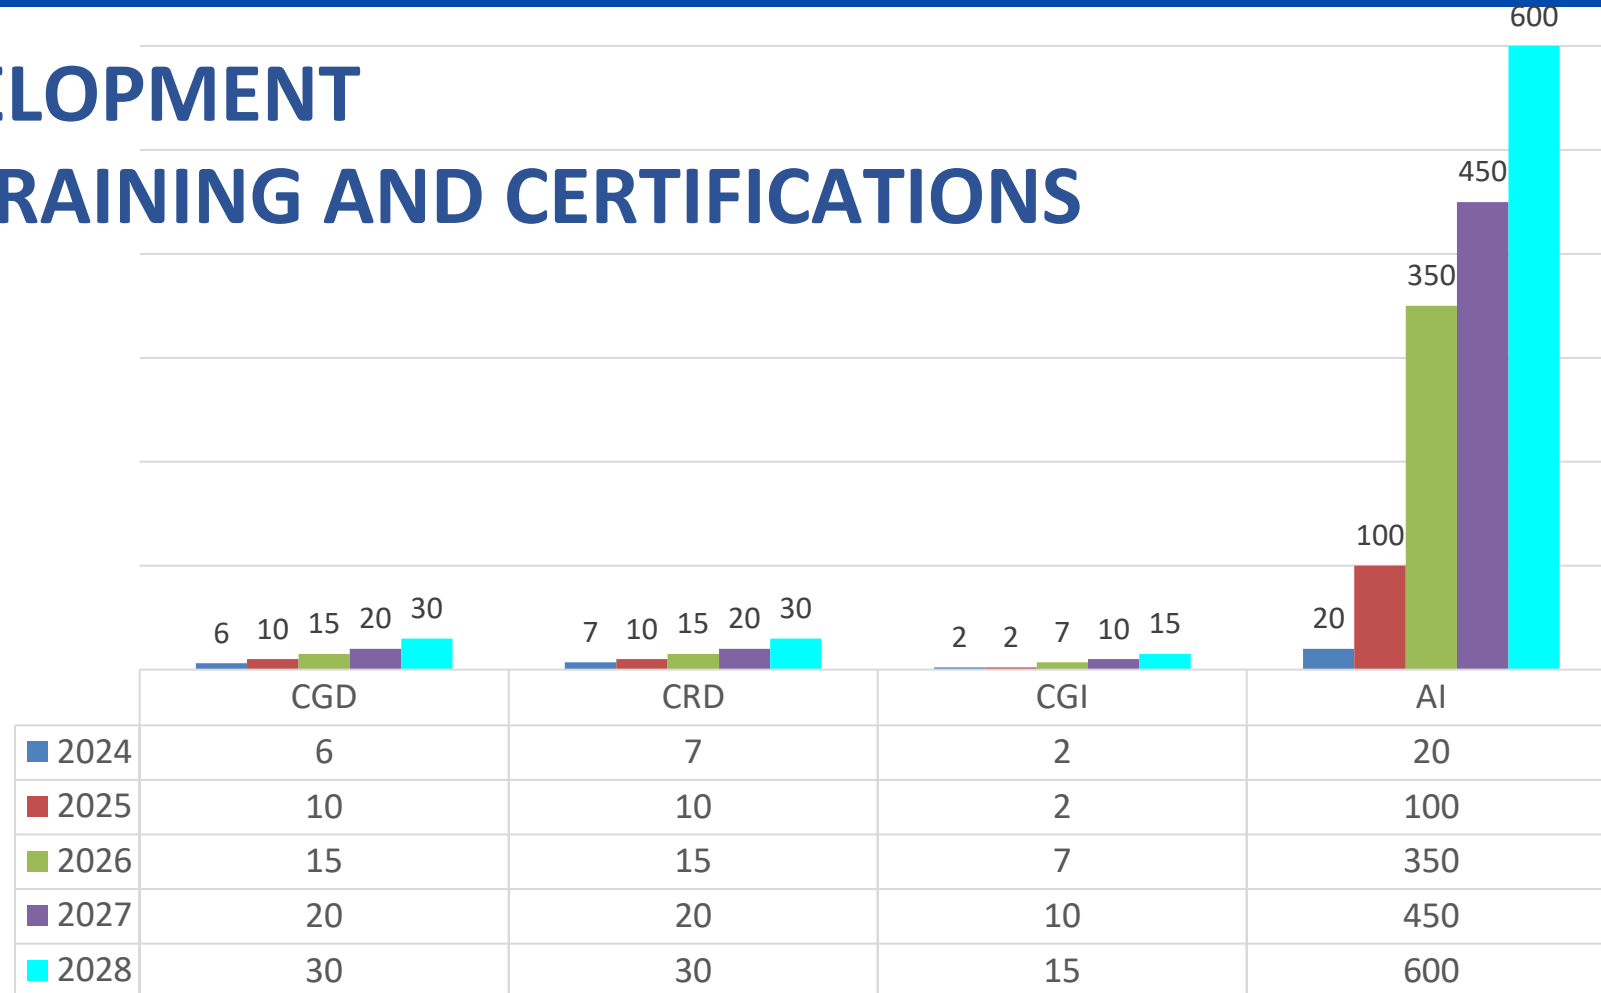 600
ELOPMENT
RAINING AND CERTIFICATIONS
450
350
100
6 10 15 20 30
7 10 15 20 30
2 2 7 10 15
20
CGD CRD CGI AI
2024 6 7 2 20
2025 10 10 2 100
2026 15 15 7 350
2027 20 20 10 450
2028 30 30 15 600